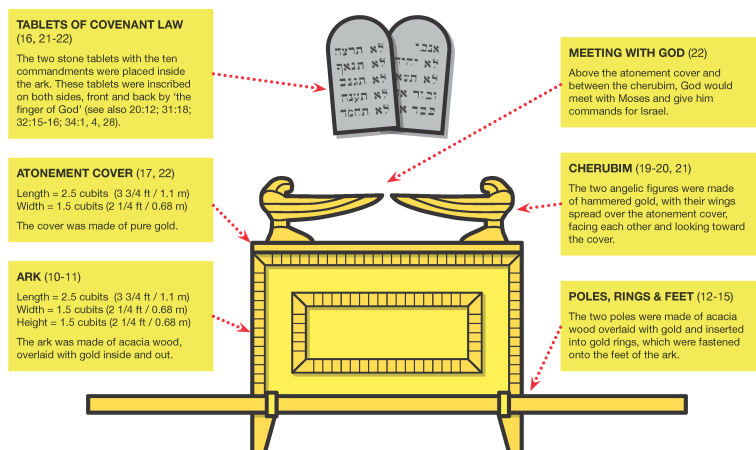 TABLETS OF COVENANT LAW
(16, 21-22)
The two stone tablets with the ten
commandments were placed inside
the ark. These tablets were inscribed
on both sides, front and back by ‘the
finger of God’ (see also 20:12; 31:18;
32:15-16; 34:1, 4, 28).
ATONEMENT COVER (17, 22)
Length = 2.5 cubits (3 3/4 ft / 1.1 m)
Width = 1.5 cubits (2 1/4 ft / 0.68 m)
The cover was made of pure gold.
ARK (10-11)
Length = 2.5 cubits (3 3/4 ft / 1.1 m)
Width = 1.5 cubits (2 1/4 ft / 0.68 m)
Height = 1.5 cubits (2 1/4 ft / 0.68 m)
The ark was made of acacia wood,
overlaid with gold inside and out.
אנכי
זכור א
כבד א
לא תרצח
לא תנאף
לא תגנב
לא תענה
לא תחמד
MEETING WITH GOD (22)
Above the atonement cover and
between the cherubim, God would
meet with Moses and give him
commands for Israel.
CHERUBIM (19-20, 21)
The two angelic figures were made
of hammered gold, with their wings
spread over the atonement cover,
facing each other and looking toward
the cover.
POLES, RINGS & FEET (12-15)
The two poles were made of acacia
wood overlaid with gold and inserted
into gold rings, which were fastened
onto the feet of the ark.